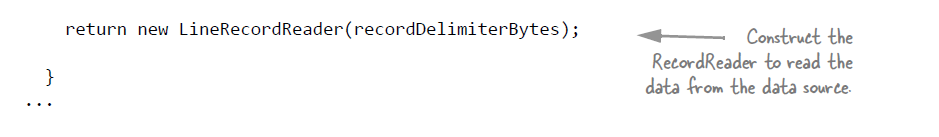 return new LineRecordReader(recordDelimiterBytes);
Construct the
RecordReader to read the
data from the data source.
}
...